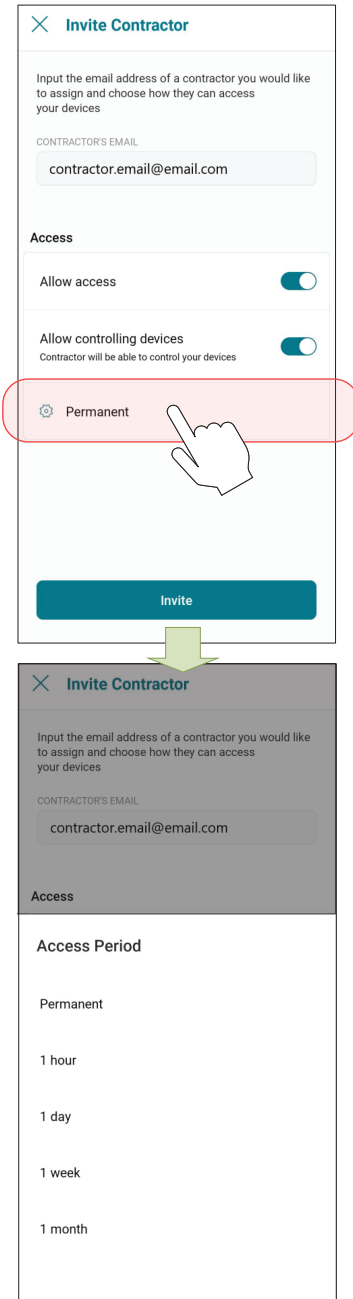 Invite Contractor
Input the email address of a contractor you would like
to assign and choose how they can access
your devices
CONTRACTOR'S EMAIL
contractor.email@email.com
Access
Allow access
Allow controlling devices
Contractor will be able to control your devices
Permanent
Invite
Invite Contractor
Input the email address of a contractor you would like
to assign and choose how they can access
your devices
CONTRACTOR'S EMAIL
contractor.email@email.com
Access
Access Period
Permanent
1 hour
1 day
1 week
1 month